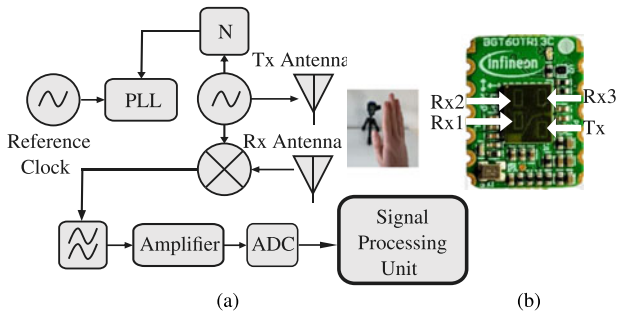 N
Tx Antenna
PLL
Reference
Clock
Rx Antenna
Amplifier
ADC
Signal
Processing
Unit
(a)
BGT60TR13C
Infineon
Rx2
Rx3
Rx1
Tx
(b)